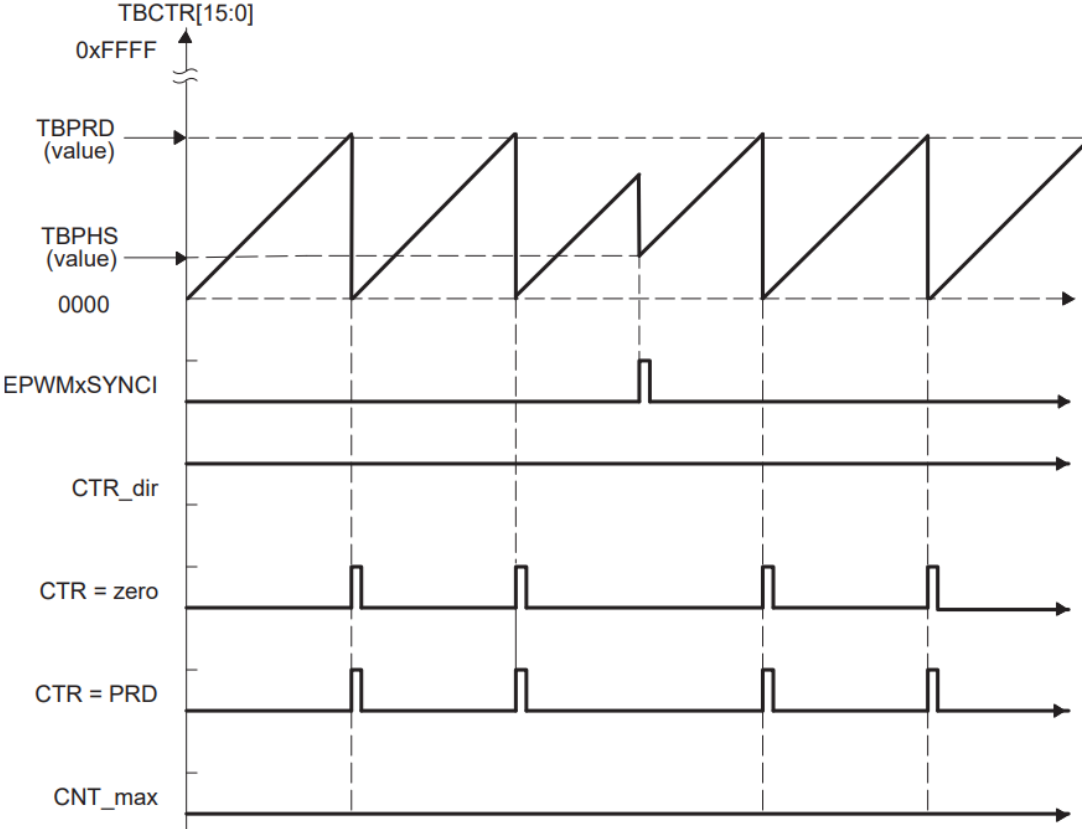 TBCTR[15:0]
0xFFFF
TBPRD
(value)
TBPHS
(value)
0000
EPWMxSYNCI
CTR_dir
CTR = zero
CTR = PRD
CNT_max